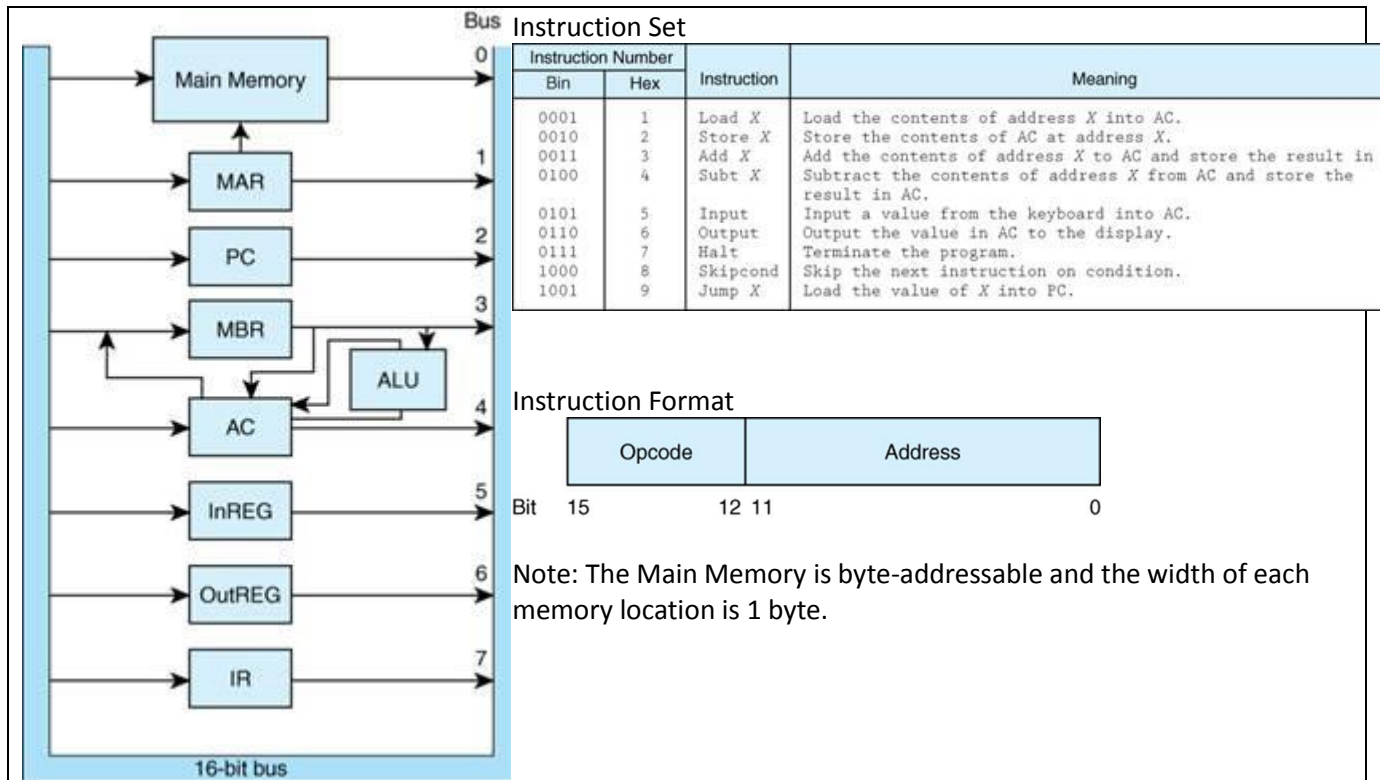 Bus
0
Main Memory
1
MAR
2
PC
3
MBR
ALU
4
AC
5
InREG
6
OutREG
7
IR
16-bit bus
Instruction Set
Instruction Number
Bin Hex Instruction Meaning
0001 1 Load X Load the contents of address X into AC.
0010 2 Store X Store the contents of AC at address X.
0011 3 Add X Add the contents of address X to AC and store the result in
0100 4 Subt X Subtract the contents of address X from AC and store the
result in AC.
0101 5 Input Input a value from the keyboard into AC.
0110 6 Output Output the value in AC to the display.
0111 7 Halt Terminate the program.
1000 8 Skipcond Skip the next instruction on condition.
1001 9 Jump X Load the value of X into PC.
Instruction Format
Opcode Address
Bit 15 12 11 0
Note: The Main Memory is byte-addressable and the width of each
memory location is 1 byte.